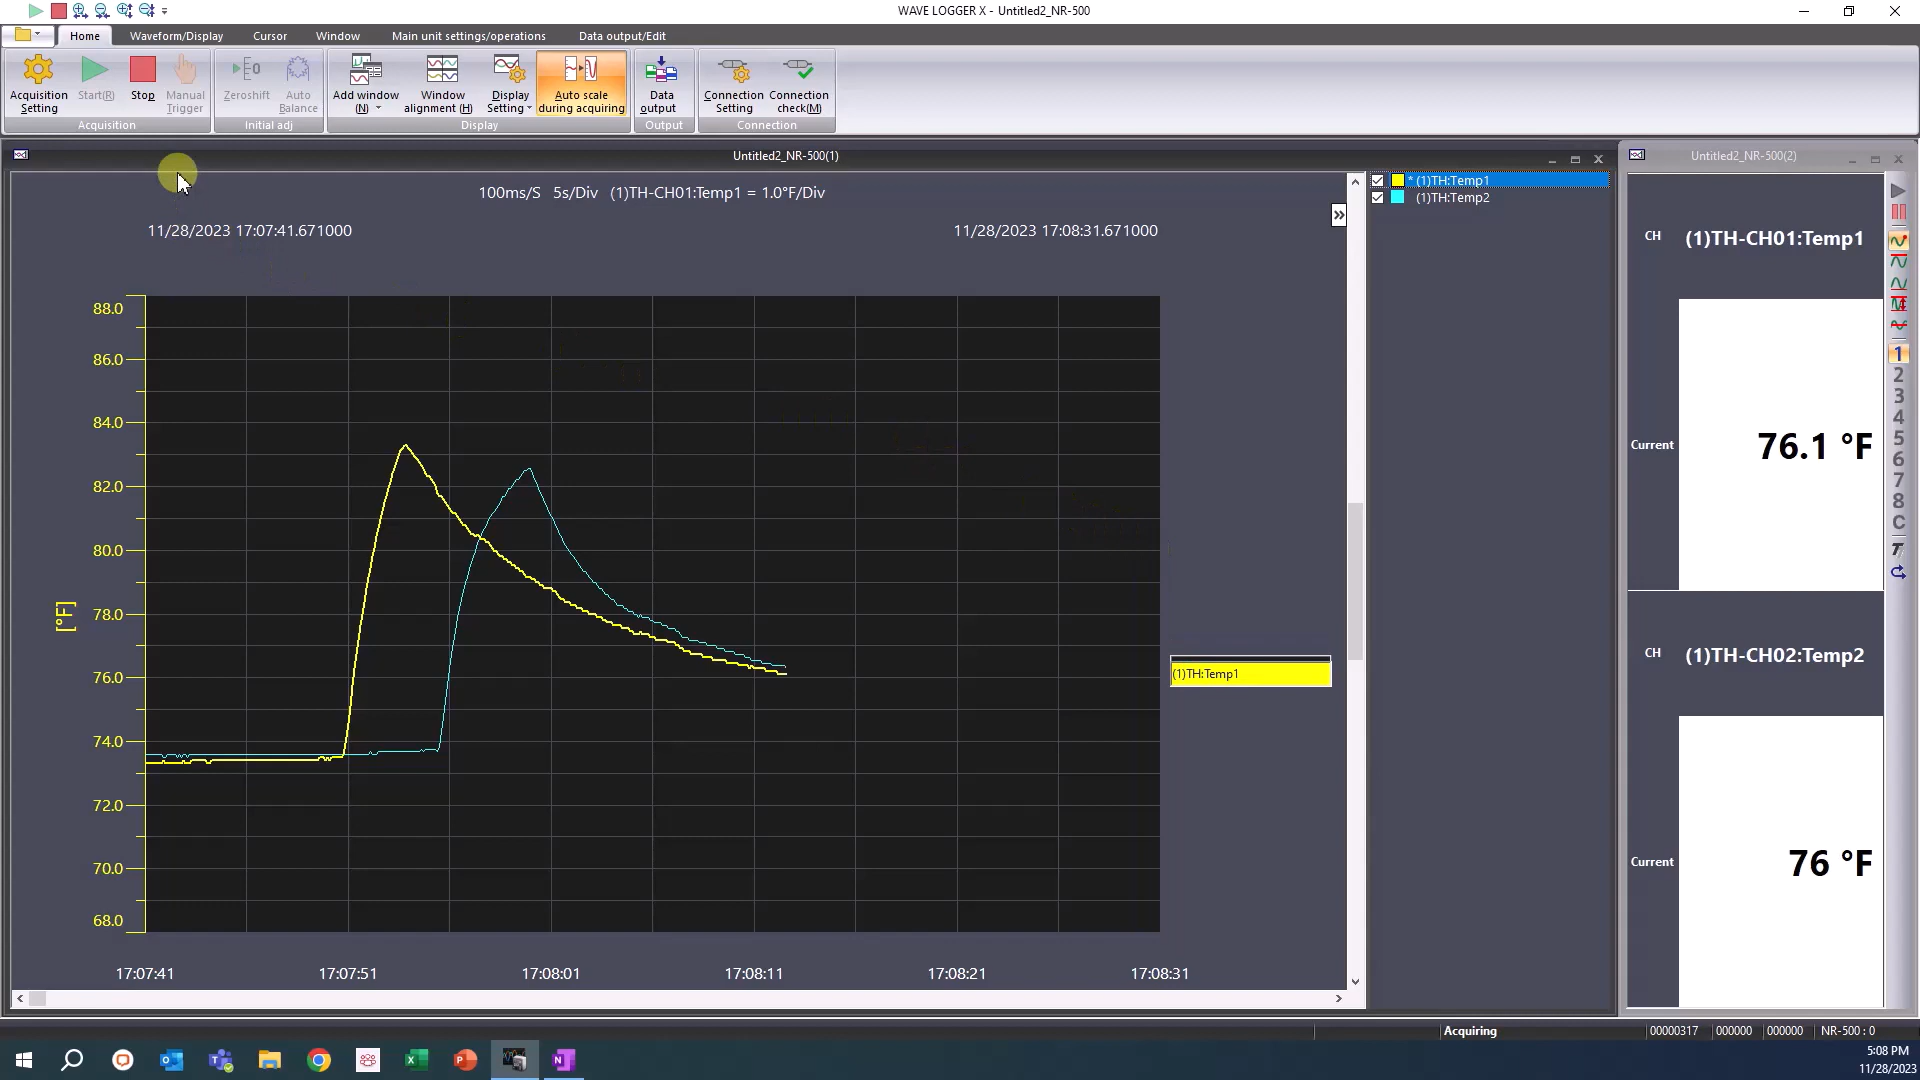 WAVE LOGGER X - Untitled2_NR-500
Home Waveform/Display Cursor Window Main unit settings/operations Data output/Edit
Acquisition Setting
Start(R)
Stop
Manual Trigger
Zeroshift
Auto Balance
Add window (N)
Window alignment (H)
Display Setting
Auto scale during acquiring
Data output
Connection Setting
Connection check(M)
Acquisition Initial adj Display Output Connection
Untitled2_NR-500(1)
100ms/S 5s/Div (1)TH-CH01:Temp1 = 1.0°F/Div
11/28/2023 17:07:41.671000 11/28/2023 17:08:31.671000
88.0
86.0
84.0
82.0
80.0
78.0
[°F]
76.0
74.0
72.0
70.0
68.0
17:07:41 17:07:51 17:08:01 17:08:11 17:08:21 17:08:31
(1)TH:Temp1
* (1)TH:Temp1
(1)TH:Temp2
Untitled2_NR-500(2)
CH (1)TH-CH01:Temp1
Current 76.1 °F
CH (1)TH-CH02:Temp2
Current 76 °F
1
2
3
4
5
6
7
8
C
T
Acquiring 00000317 000000 000000 NR-500 : 0
5:08 PM
11/28/2023